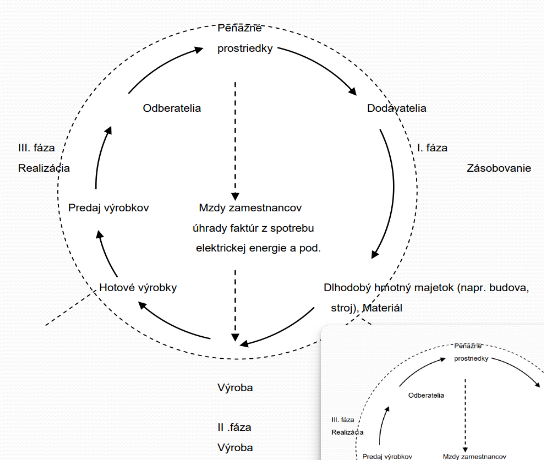 Peňažné
prostriedky
Odberatelia
Dodávatelia
III. fáza
Realizácia
I. fáza
Zásobovanie
Predaj výrobkov
Mzdy zamestnancov
úhrady faktúr z spotrebu
elektrickej energie a pod.
Hotové výrobky
Dlhodobý hmotný majetok (napr. budova,
stroj), Materiál
Výroba
II .fáza
Výroba
Peňažné
prostriedky
Odberatelia
III. fáza
Realizácia
Predaj výrobkov
Mzdy zamestnancov